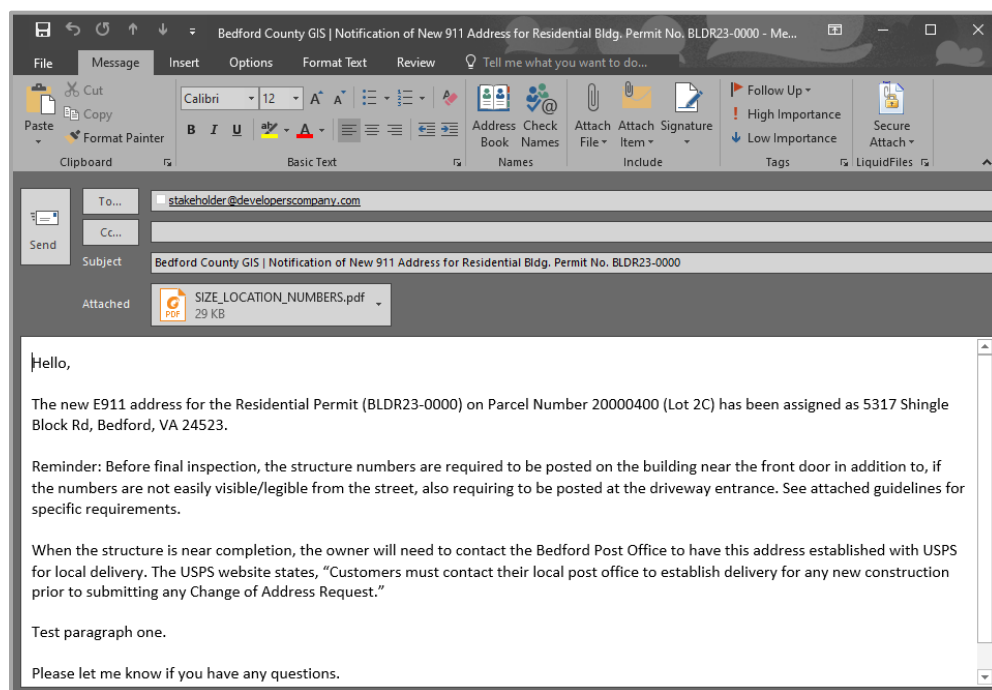 Bedford County GIS | Notification of New 911 Address for Residential Bldg. Permit No. BLDR23-0000 - Me...
File Message Insert Options Format Text Review Tell me what you want to do...
Cut
Copy
Paste
Format Painter
Clipboard
Calibri 12
B I U
Basic Text
Address Book
Check Names
Names
Attach File
Attach Item
Signature
Include
Follow Up
High Importance
Low Importance
Tags
Secure Attach
LiquidFiles
Send
To... stakeholder@developerscompany.com
Cc...
Subject Bedford County GIS | Notification of New 911 Address for Residential Bldg. Permit No. BLDR23-0000
Attached SIZE_LOCATION_NUMBERS.pdf
PDF 29 KB
Hello,
The new E911 address for the Residential Permit (BLDR23-0000) on Parcel Number 20000400 (Lot 2C) has been assigned as 5317 Shingle
Block Rd, Bedford, VA 24523.
Reminder: Before final inspection, the structure numbers are required to be posted on the building near the front door in addition to, if
the numbers are not easily visible/legible from the street, also requiring to be posted at the driveway entrance. See attached guidelines for
specific requirements.
When the structure is near completion, the owner will need to contact the Bedford Post Office to have this address established with USPS
for local delivery. The USPS website states, “Customers must contact their local post office to establish delivery for any new construction
prior to submitting any Change of Address Request.”
Test paragraph one.
Please let me know if you have any questions.